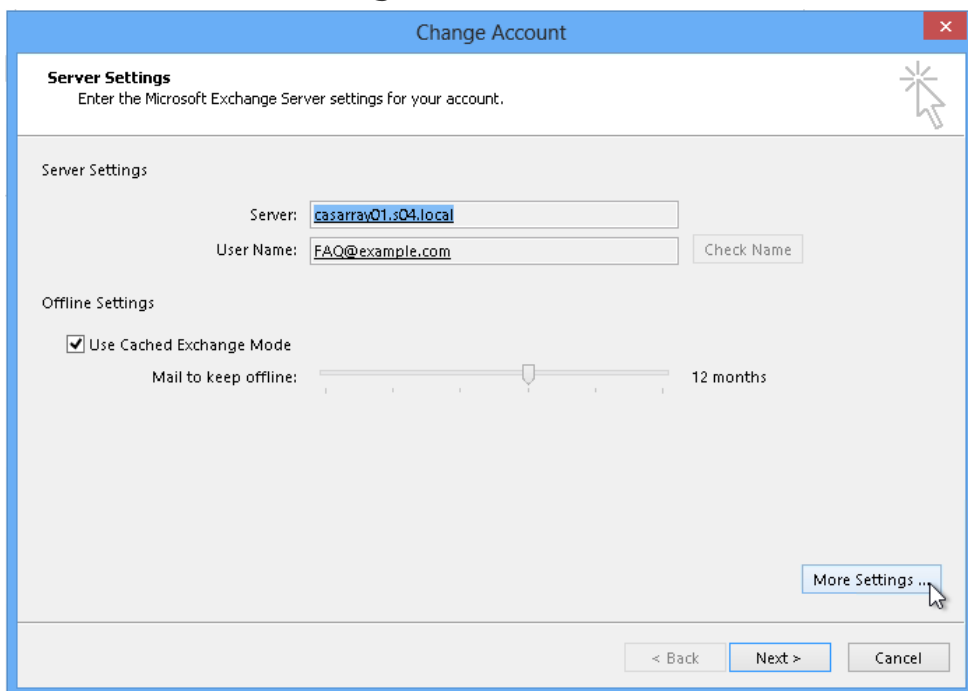 Change Account
Server Settings
Enter the Microsoft Exchange Server settings for your account.
Server Settings
Server: casarray01.s04.local
User Name: FAQ@example.com Check Name
Offline Settings
Use Cached Exchange Mode
Mail to keep offline: 12 months
More Settings ...
< Back Next > Cancel